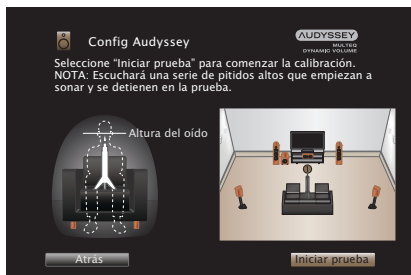 Config Audyssey
AUDYSSEY
MULTEQ
DYNAMIC VOLUME
Seleccione “Iniciar prueba” para comenzar la calibración.
NOTA: Escuchará una serie de pitidos altos que empiezan a
sonar y se detienen en la prueba.
Altura del oído
Atrás
Iniciar prueba